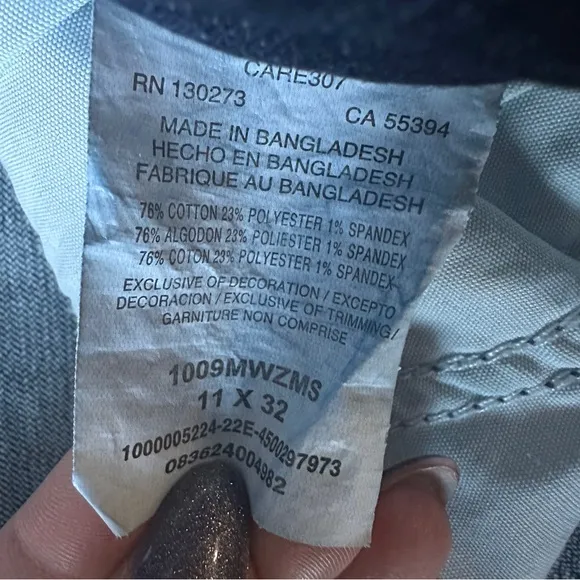 CARE307
RN 130273
CA 55394
MADE IN BANGLADESH
HECHO EN BANGLADESH
FABRIQUE AU BANGLADESH
76% COTTON 23% POLYESTER 1% SPANDEX
76% ALGODON 23% POLIESTER 1% SPANDEX
76% COTON 23% POLYESTER 1% SPANDEX
EXCLUSIVE OF DECORATION / EXCEPTO
DECORACION / EXCLUSIVE OF TRIMMING/
GARNITURE NON COMPRISE
1009MWZMS
11 X 32
1000005224-22E-4500297973
083624004982